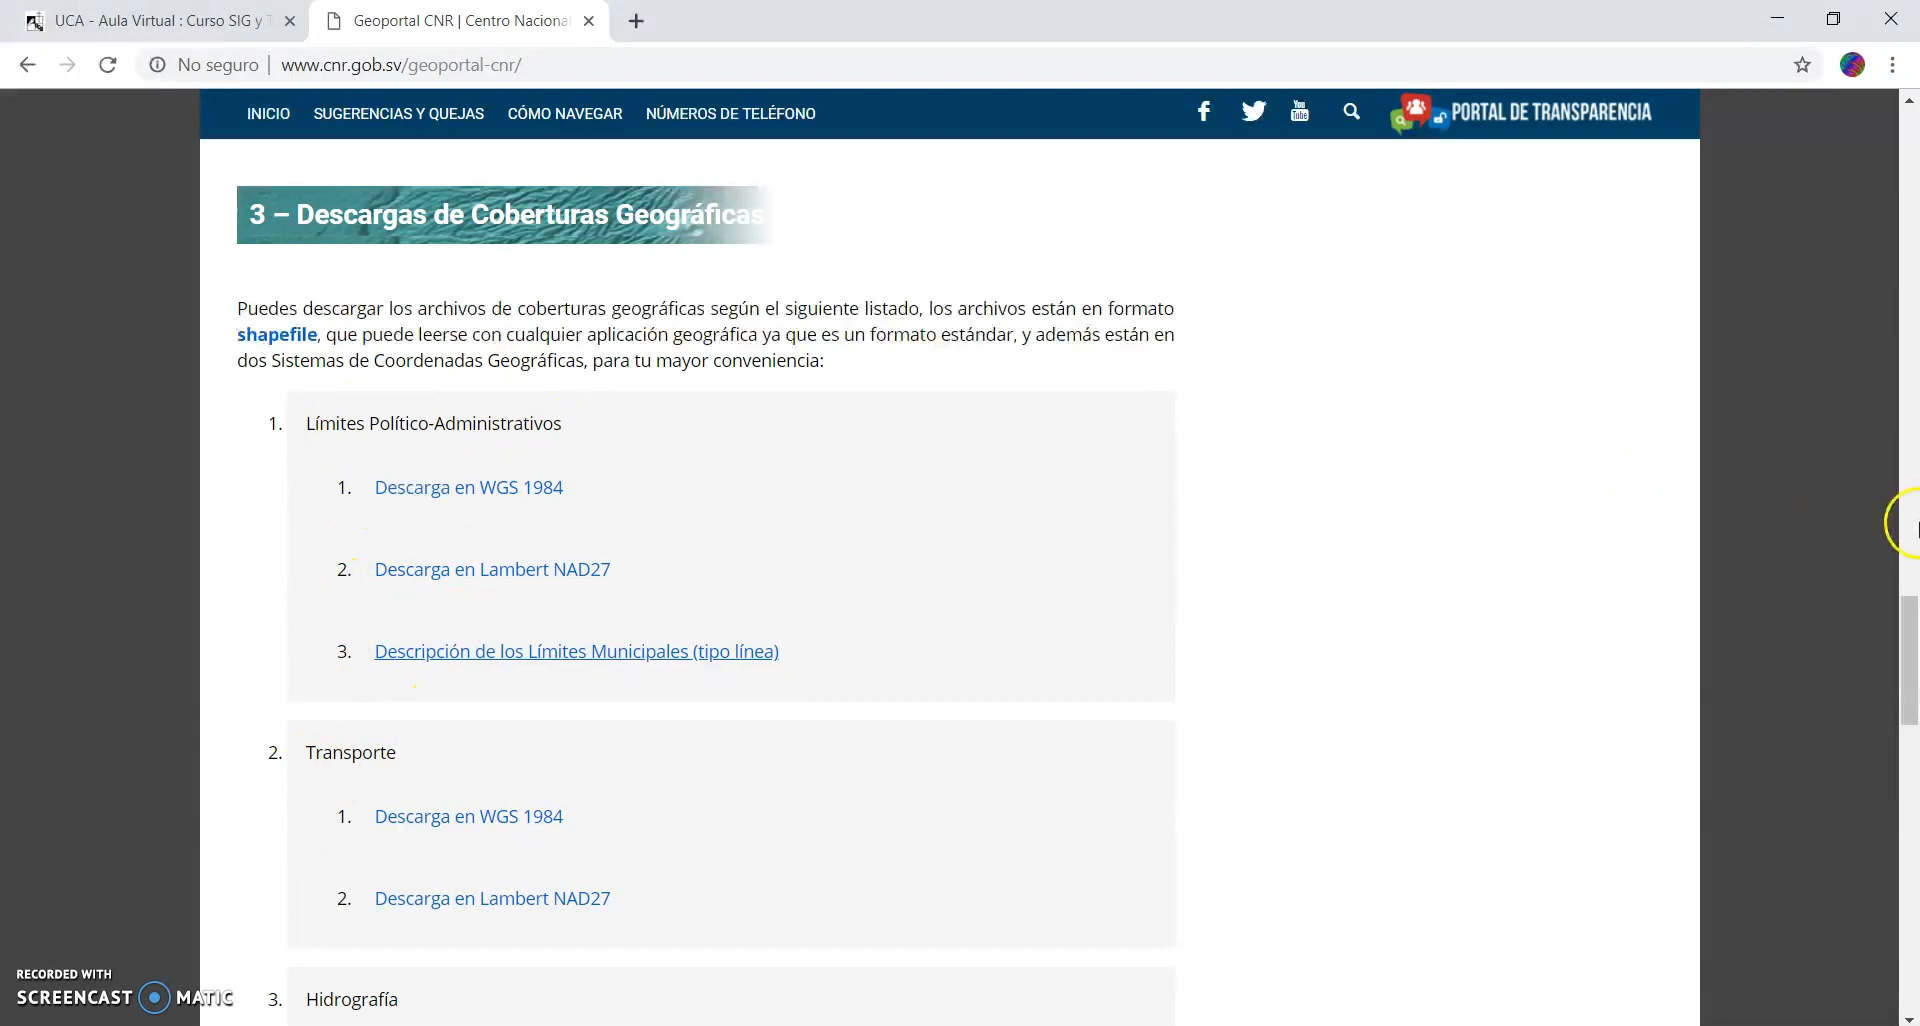 UCA - Aula Virtual : Curso SIG y T
Geoportal CNR | Centro Nacional
No seguro | www.cnr.gob.sv/geoportal-cnr/
INICIO SUGERENCIAS Y QUEJAS CÓMO NAVEGAR NÚMEROS DE TELÉFONO You Tube PORTAL DE TRANSPARENCIA
3 – Descargas de Coberturas Geográficas
Puedes descargar los archivos de coberturas geográficas según el siguiente listado, los archivos están en formato
shapefile, que puede leerse con cualquier aplicación geográfica ya que es un formato estándar, y además están en
dos Sistemas de Coordenadas Geográficas, para tu mayor conveniencia:
1. Límites Político-Administrativos
1. Descarga en WGS 1984
2. Descarga en Lambert NAD27
3. Descripción de los Límites Municipales (tipo línea)
2. Transporte
1. Descarga en WGS 1984
2. Descarga en Lambert NAD27
3. Hidrografía
RECORDED WITH
SCREENCAST MATIC